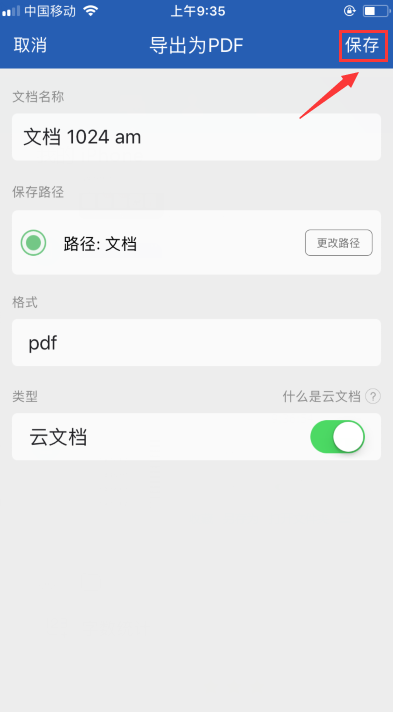 中国移动 上午9:35
取消 导出为PDF 保存
文档名称
文档 1024 am
保存路径
路径: 文档 更改路径
格式
pdf
类型 什么是云文档 ?
云文档